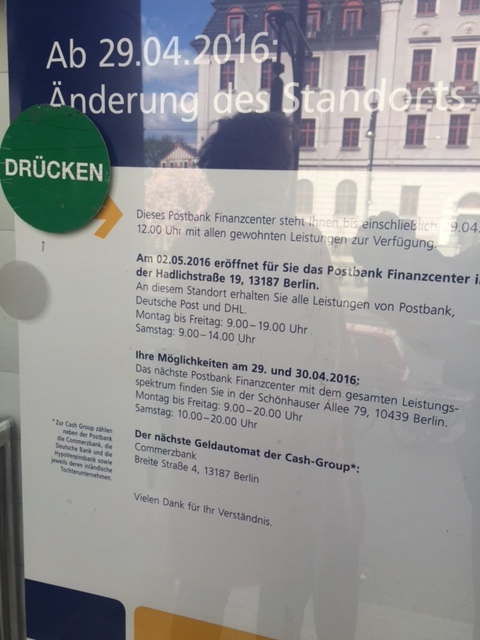 Ab 29.04.2016:
Änderung des Standorts
DRÜCKEN
Dieses Postbank Finanzcenter steht Ihnen bis einschließlich 29.04.
12.00 Uhr mit allen gewohnten Leistungen zur Verfügung.
Am 02.05.2016 eröffnet für Sie das Postbank Finanzcenter i
der Hadlichstraße 19, 13187 Berlin.
An diesem Standort erhalten Sie alle Leistungen von Postbank,
Deutsche Post und DHL.
Montag bis Freitag: 9.00–19.00 Uhr
Samstag: 9.00–14.00 Uhr
Ihre Möglichkeiten am 29. und 30.04.2016:
Das nächste Postbank Finanzcenter mit dem gesamten Leistungs-
spektrum finden Sie in der Schönhauser Allee 79, 10439 Berlin.
Montag bis Freitag: 9.00–20.00 Uhr
Samstag: 10.00–20.00 Uhr
Der nächste Geldautomat der Cash-Group*:
Commerzbank
Breite Straße 4, 13187 Berlin
Vielen Dank für Ihr Verständnis.
* Zur Cash Group zählen
neben der Postbank
die Commerzbank, die
Deutsche Bank und die
HypoVereinsbank sowie
jeweils deren inländische
Tochterunternehmen.